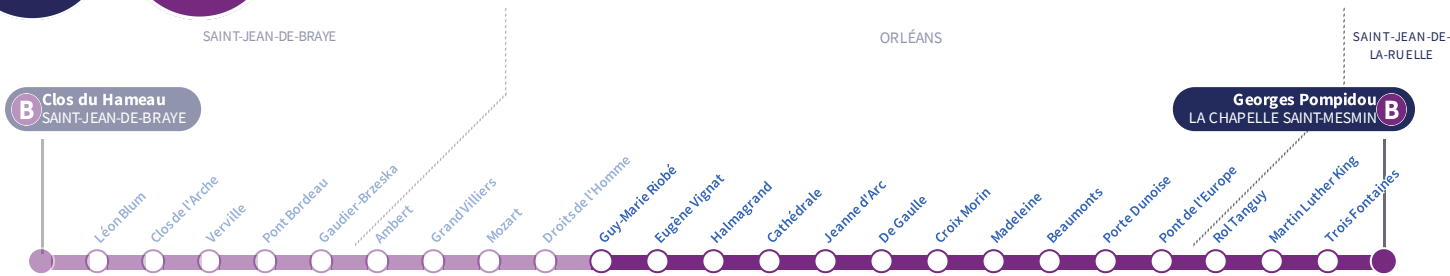 SAINT-JEAN-DE-BRAYE
ORLÉANS
SAINT-JEAN-DE-
LA-RUELLE
B
Clos du Hameau
SAINT-JEAN-DE-BRAYE
Georges Pompidou
LA CHAPELLE SAINT-MESMIN
B
Léon Blum
Clos de l'Arche
Verville
Pont Bordeau
Gaudier-Brzeska
Ambert
Grand Villiers
Mozart
Droits de l'Homme
Guy-Marie Riobé
Eugène Vignat
Halmagrand
Cathédrale
Jeanne d'Arc
De Gaulle
Croix Morin
Madeleine
Beaumonts
Porte Dunoise
Pont de l'Europe
Rol Tanguy
Martin Luther King
Trois Fontaines